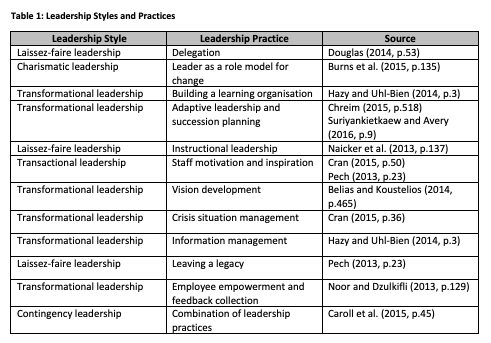 Table 1: Leadership Styles and Practices
Leadership Style Leadership Practice Source
Laissez-faire leadership Delegation Douglas (2014, p.53)
Charismatic leadership Leader as a role model for change Burns et al. (2015, p.135)
Transformational leadership Building a learning organisation Hazy and Uhl-Bien (2014, p.3)
Transformational leadership Adaptive leadership and succession planning Chreim (2015, p.518) Suriyankietkaew and Avery (2016, p.9)
Laissez-faire leadership Instructional leadership Naicker et al. (2013, p.137)
Transactional leadership Staff motivation and inspiration Cran (2015, p.50) Pech (2013, p.23)
Transformational leadership Vision development Belias and Koustelios (2014, p.465)
Transformational leadership Crisis situation management Cran (2015, p.36)
Transformational leadership Information management Hazy and Uhl-Bien (2014, p.3)
Laissez-faire leadership Leaving a legacy Pech (2013, p.23)
Transformational leadership Employee empowerment and feedback collection Noor and Dzulkifli (2013, p.129)
Contingency leadership Combination of leadership practices Caroll et al. (2015, p.45)